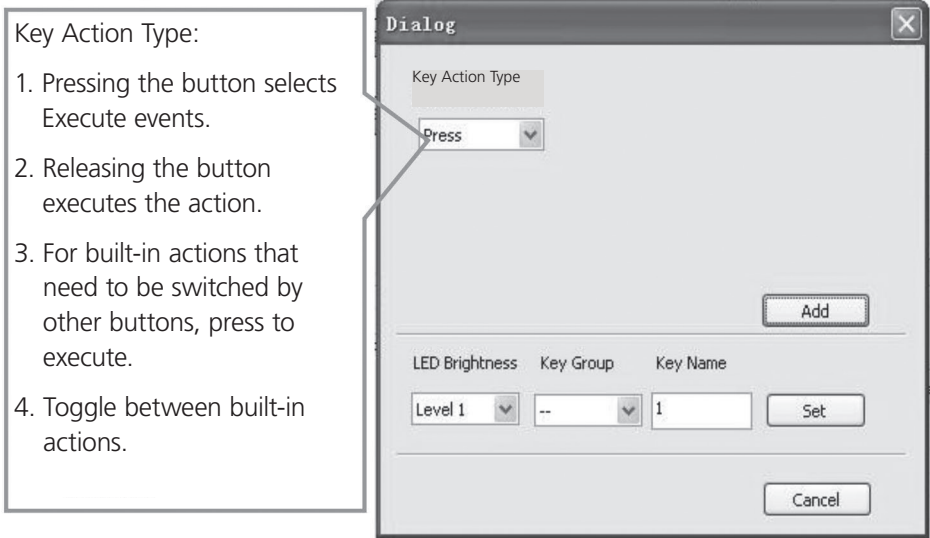 Key Action Type:
1. Pressing the button selects
Execute events.
2. Releasing the button
executes the action.
3. For built-in actions that
need to be switched by
other buttons, press to
execute.
4. Toggle between built-in
actions.
Dialog
Key Action Type
Press
Add
LED Brightness Key Group Key Name
Level 1 -- 1 Set
Cancel